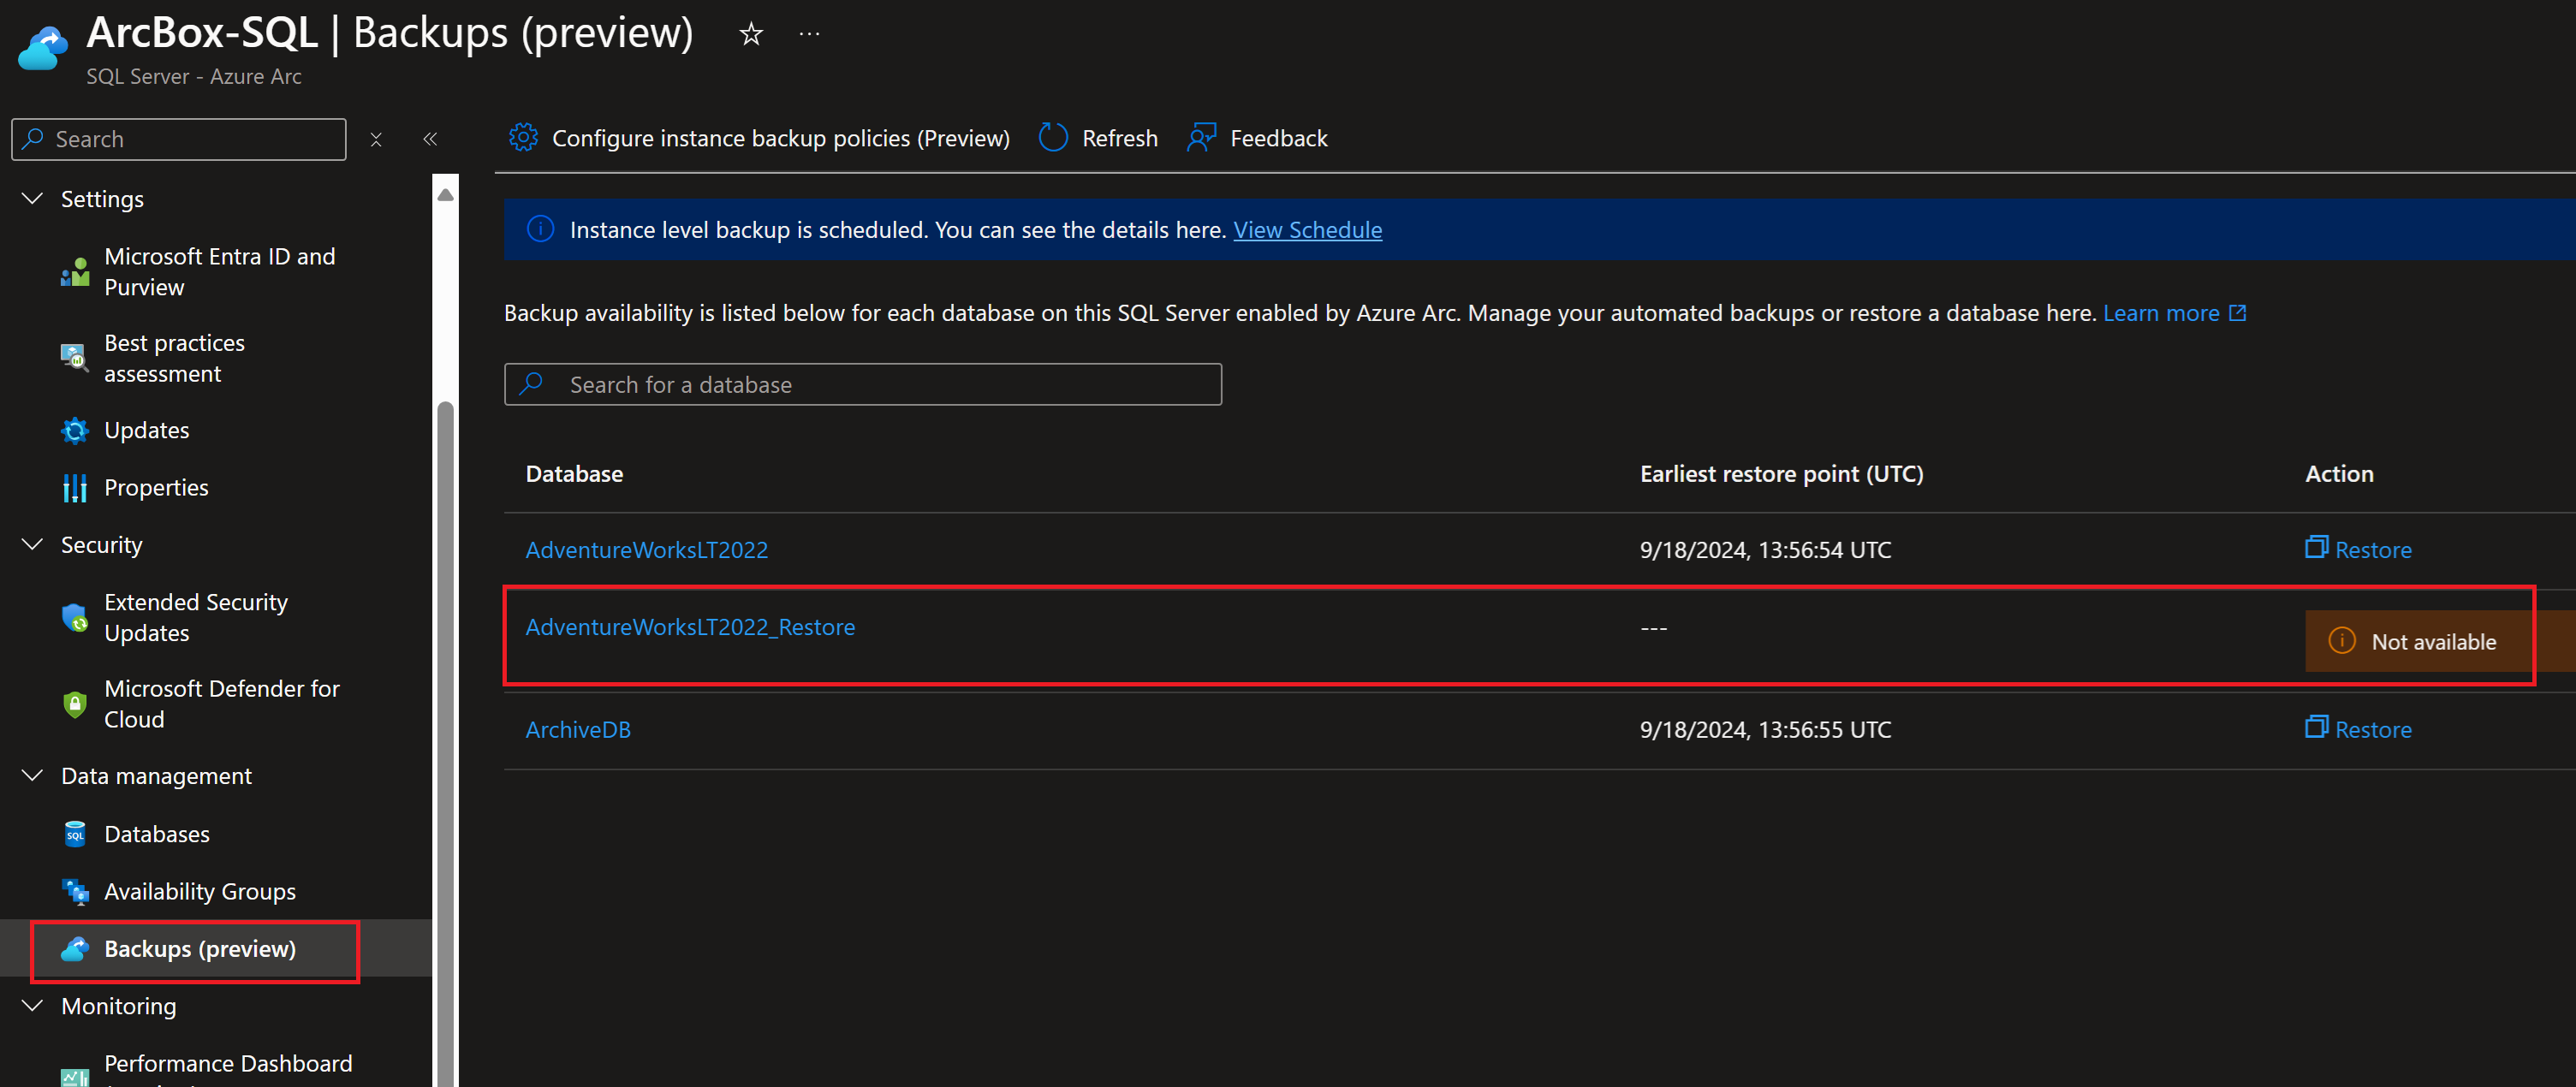 ArcBox-SQL | Backups (preview)
SQL Server - Azure Arc
Search
Configure instance backup policies (Preview)
Refresh
Feedback
Settings
Microsoft Entra ID and
Purview
Best practices
assessment
Updates
Properties
Security
Extended Security
Updates
Microsoft Defender for
Cloud
Data management
Databases
Availability Groups
Backups (preview)
Monitoring
Performance Dashboard
Instance level backup is scheduled. You can see the details here. View Schedule
Backup availability is listed below for each database on this SQL Server enabled by Azure Arc. Manage your automated backups or restore a database here. Learn more
Search for a database
Database Earliest restore point (UTC) Action
AdventureWorksLT2022 9/18/2024, 13:56:54 UTC Restore
AdventureWorksLT2022_Restore --- Not available
ArchiveDB 9/18/2024, 13:56:55 UTC Restore